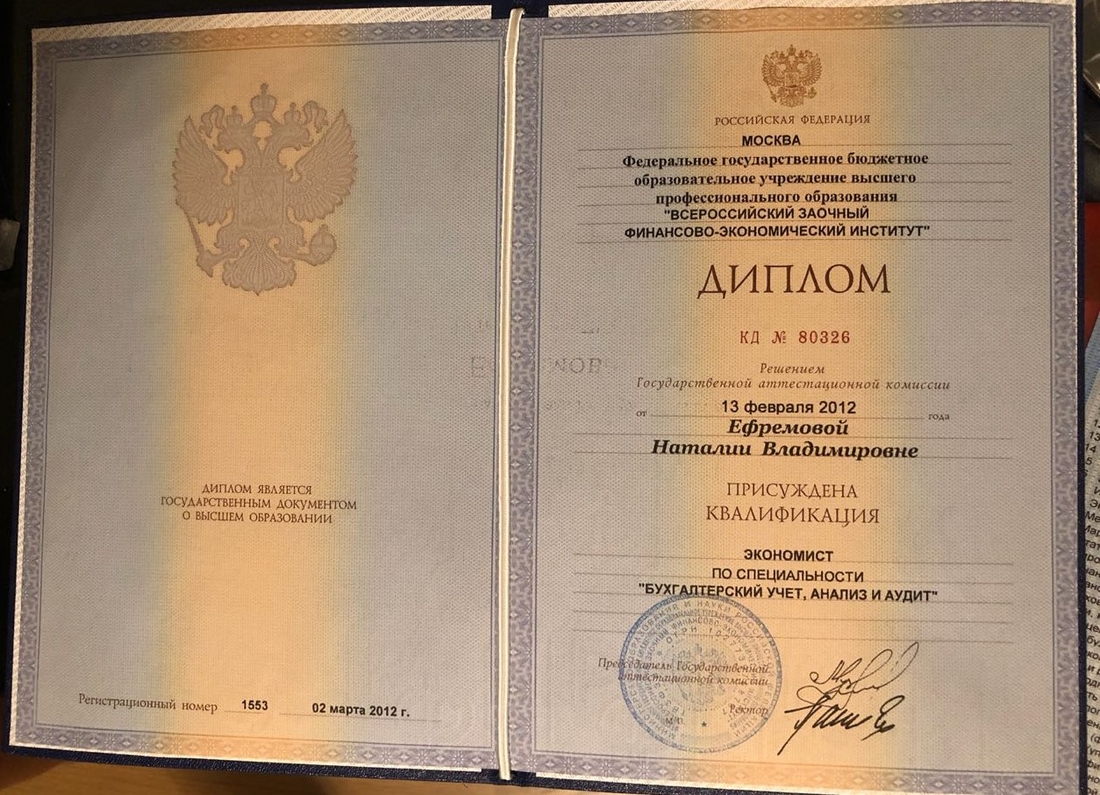 ДИПЛОМ ЯВЛЯЕТСЯ
ГОСУДАРСТВЕННЫМ ДОКУМЕНТОМ
О ВЫСШЕМ ОБРАЗОВАНИИ
Регистрационный номер 1553 02 марта 2012 г.
РОССИЙСКАЯ ФЕДЕРАЦИЯ
МОСКВА
Федеральное государственное бюджетное
образовательное учреждение высшего
профессионального образования
"ВСЕРОССИЙСКИЙ ЗАОЧНЫЙ
ФИНАНСОВО-ЭКОНОМИЧЕСКИЙ ИНСТИТУТ"
ДИПЛОМ
КД № 80326
Решением
Государственной аттестационной комиссии
от 13 февраля 2012 года
Ефремовой
Наталии Владимировне
ПРИСУЖДЕНА
КВАЛИФИКАЦИЯ
ЭКОНОМИСТ
ПО СПЕЦИАЛЬНОСТИ
"БУХГАЛТЕРСКИЙ УЧЕТ, АНАЛИЗ И АУДИТ"
Председатель Государственной
аттестационной комиссии
Ректор
М.П.